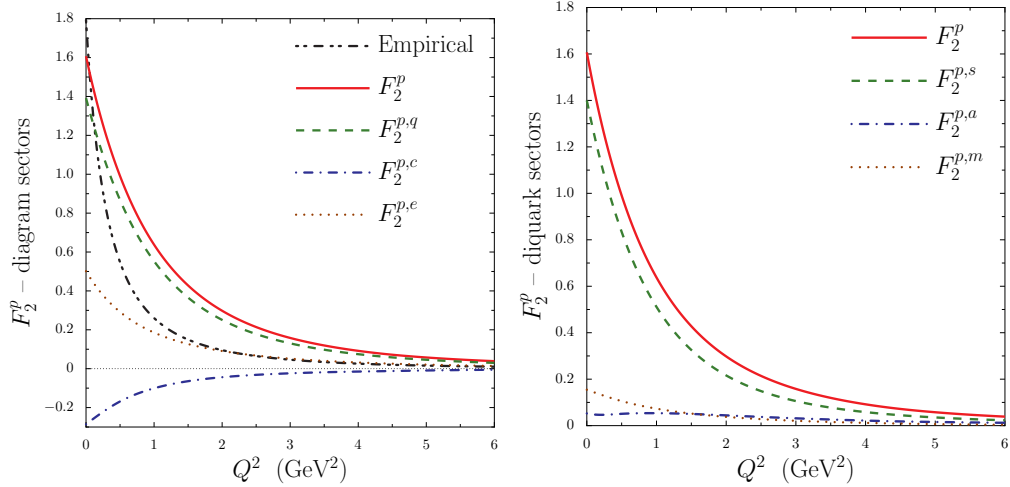 F_2^p – diagram sectors
1.8
1.6
1.4
1.2
1.0
0.8
0.6
0.4
0.2
0
−0.2
Empirical
F_2^p
F_2^{p,q}
F_2^{p,c}
F_2^{p,e}
0 1 2 3 4 5 6
Q^2 (GeV^2)
F_2^p – diquark sectors
1.8
1.6
1.4
1.2
1.0
0.8
0.6
0.4
0.2
0
F_2^p
F_2^{p,s}
F_2^{p,a}
F_2^{p,m}
0 1 2 3 4 5 6
Q^2 (GeV^2)